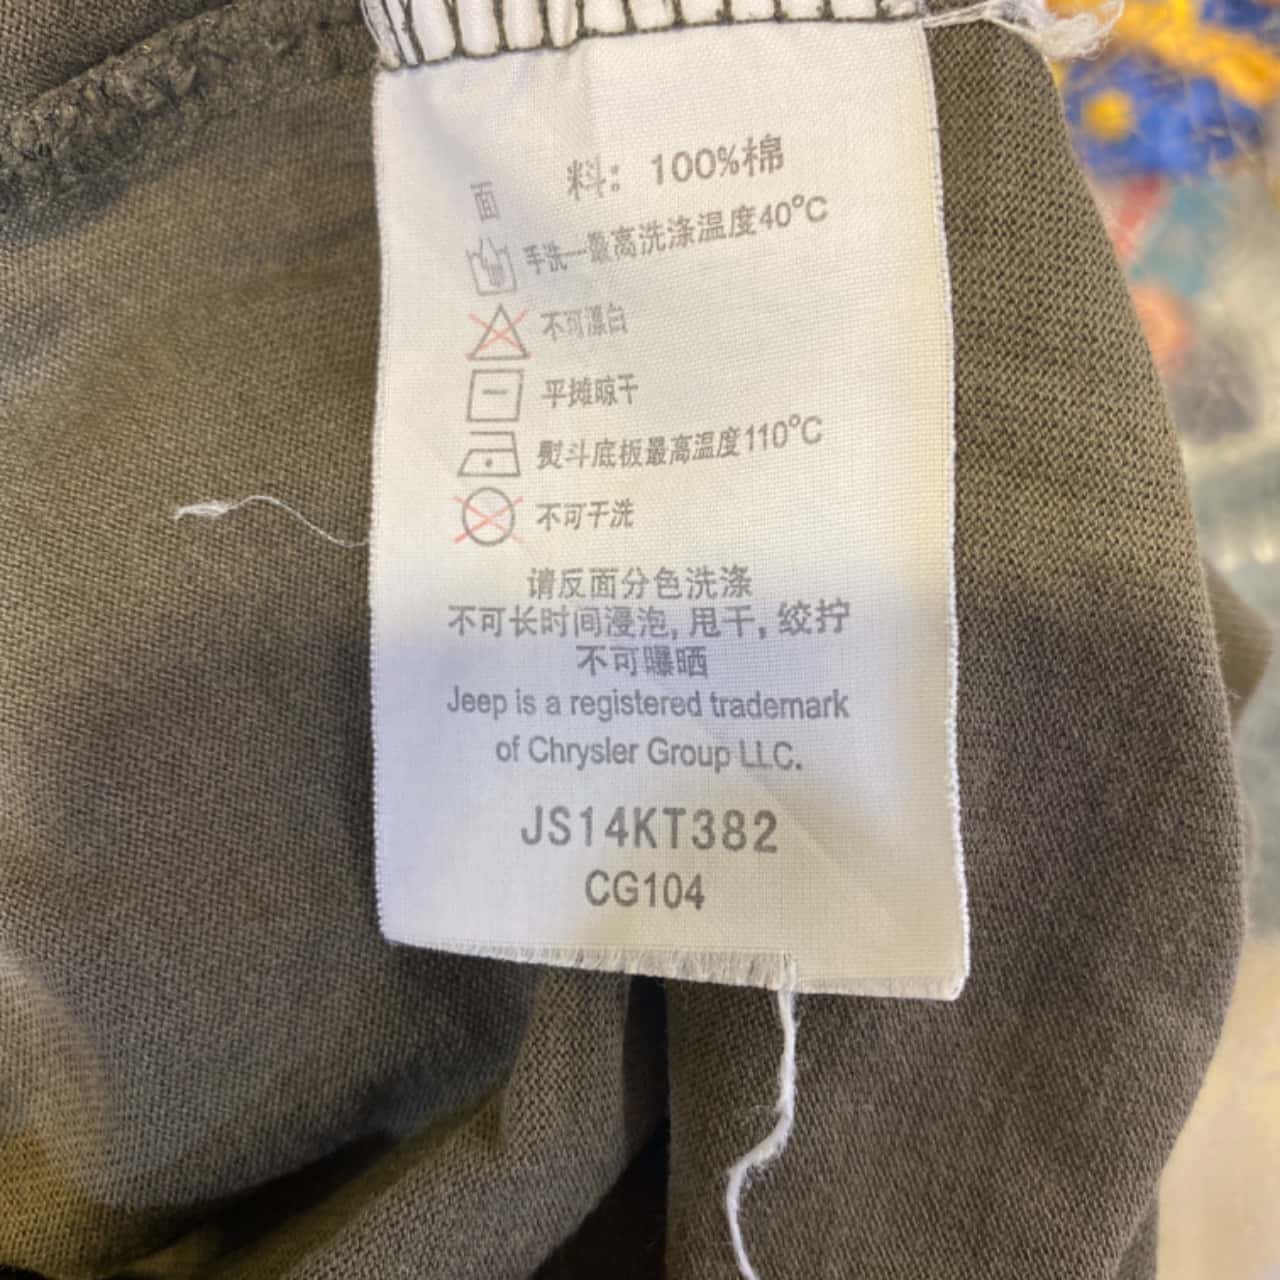 面 料：100%棉
手洗一最高洗涤温度40°C
不可漂白
平摊晾干
熨斗底板最高温度110°C
不可干洗
请反面分色洗涤
不可长时间浸泡,甩干,绞拧
不可曝晒
Jeep is a registered trademark
of Chrysler Group LLC.
JS14KT382
CG104